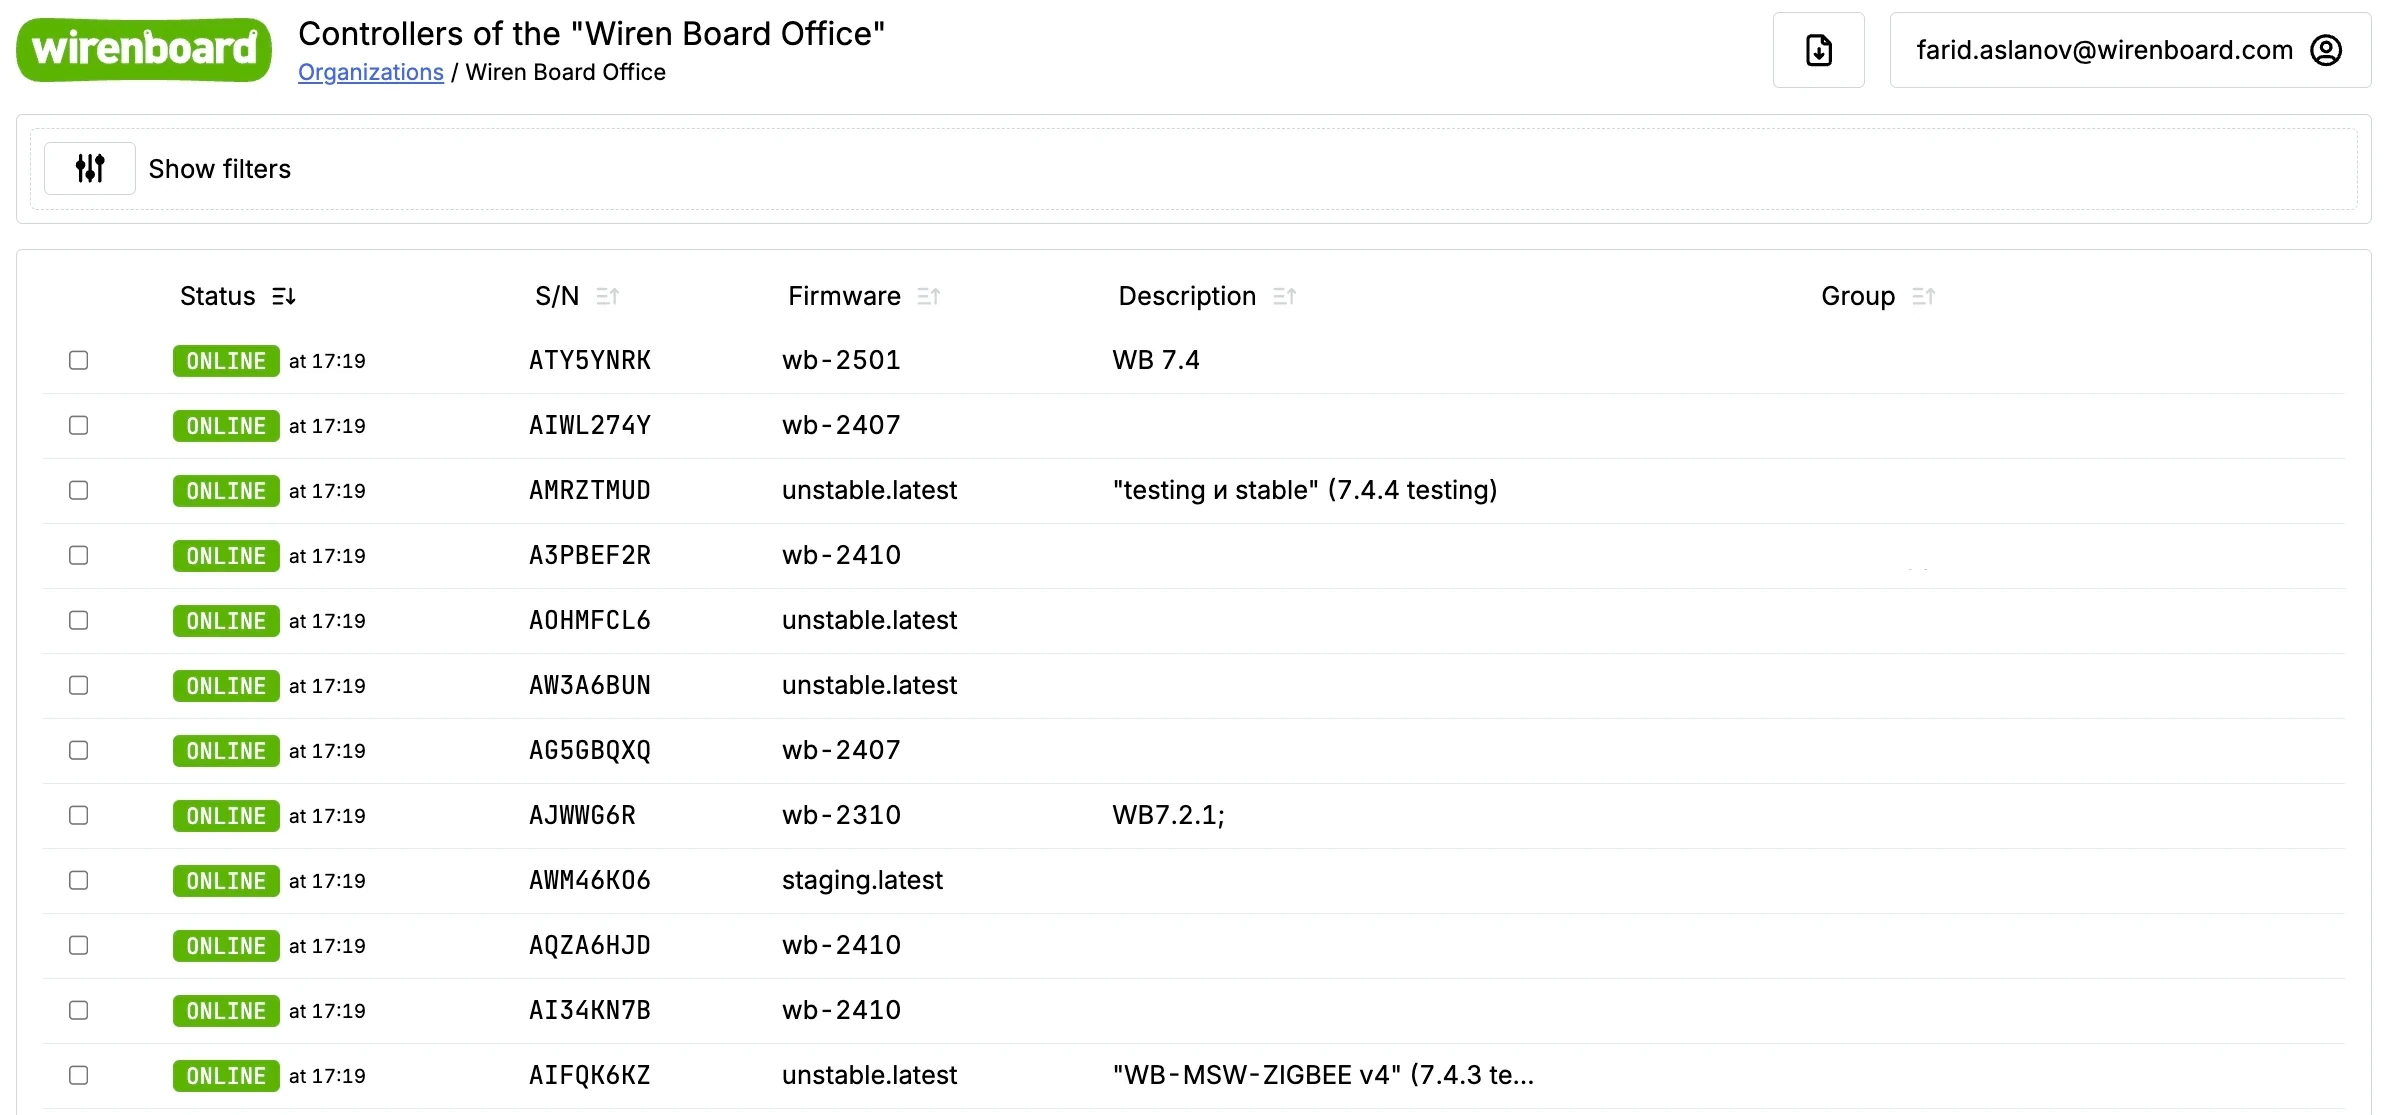 wirenboard
Controllers of the "Wiren Board Office"
Organizations / Wiren Board Office
farid.aslanov@wirenboard.com
Show filters
Status S/N Firmware Description Group
ONLINE at 17:19 ATY5YNRK wb-2501 WB 7.4
ONLINE at 17:19 AIWL274Y wb-2407
ONLINE at 17:19 AMRZTMUD unstable.latest "testing и stable" (7.4.4 testing)
ONLINE at 17:19 A3PBEF2R wb-2410
ONLINE at 17:19 AOHMFCL6 unstable.latest
ONLINE at 17:19 AW3A6BUN unstable.latest
ONLINE at 17:19 AG5GBQXQ wb-2407
ONLINE at 17:19 AJWWG6R wb-2310 WB7.2.1;
ONLINE at 17:19 AWM46KO6 staging.latest
ONLINE at 17:19 AQZA6HJD wb-2410
ONLINE at 17:19 AI34KN7B wb-2410
ONLINE at 17:19 AIFQK6KZ unstable.latest "WB-MSW-ZIGBEE v4" (7.4.3 te...